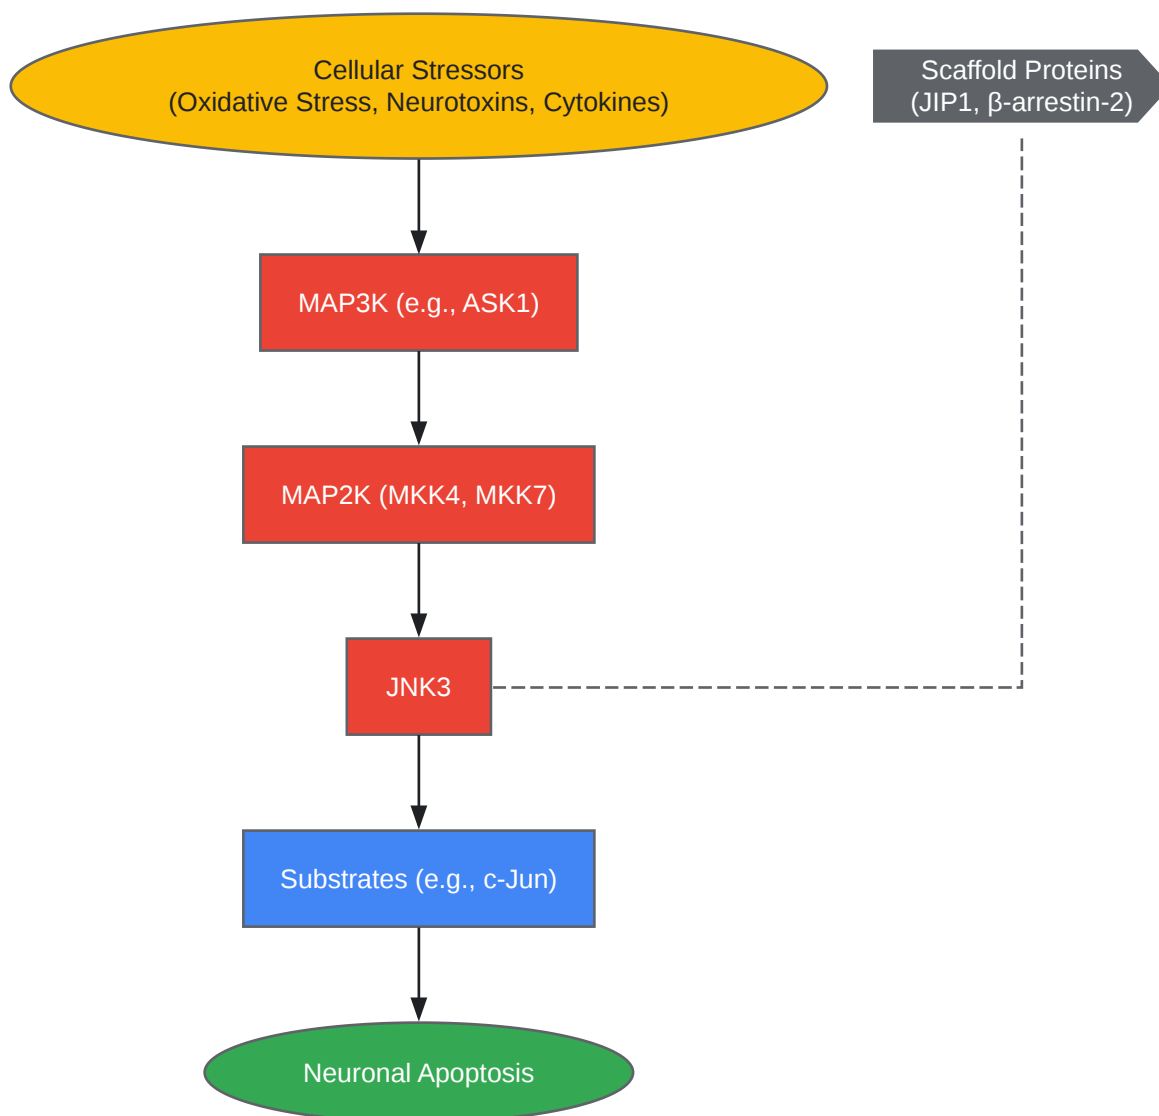 Cellular Stressors
(Oxidative Stress, Neurotoxins, Cytokines)
Scaffold Proteins
(JIP1, β-arrestin-2)
MAP3K (e.g., ASK1)
MAP2K (MKK4, MKK7)
JNK3
Substrates (e.g., c-Jun)
Neuronal Apoptosis